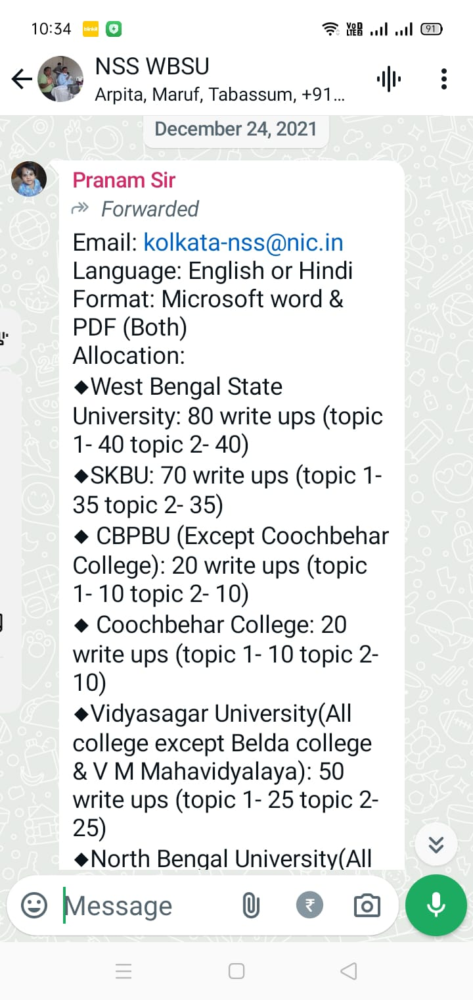 10:34 blinkit VoD LTE2 91
NSS WBSU
Arpita, Maruf, Tabassum, +91...
December 24, 2021
Pranam Sir
Forwarded
Email: kolkata-nss@nic.in
Language: English or Hindi
Format: Microsoft word &
PDF (Both)
Allocation:
◆West Bengal State
University: 80 write ups (topic
1- 40 topic 2- 40)
◆SKBU: 70 write ups (topic 1-
35 topic 2- 35)
◆ CBPBU (Except Coochbehar
College): 20 write ups (topic
1- 10 topic 2- 10)
◆ Coochbehar College: 20
write ups (topic 1- 10 topic 2-
10)
◆Vidyasagar University(All
college except Belda college
& V M Mahavidyalaya): 50
write ups (topic 1- 25 topic 2-
25)
◆North Bengal University(All
Message ₹